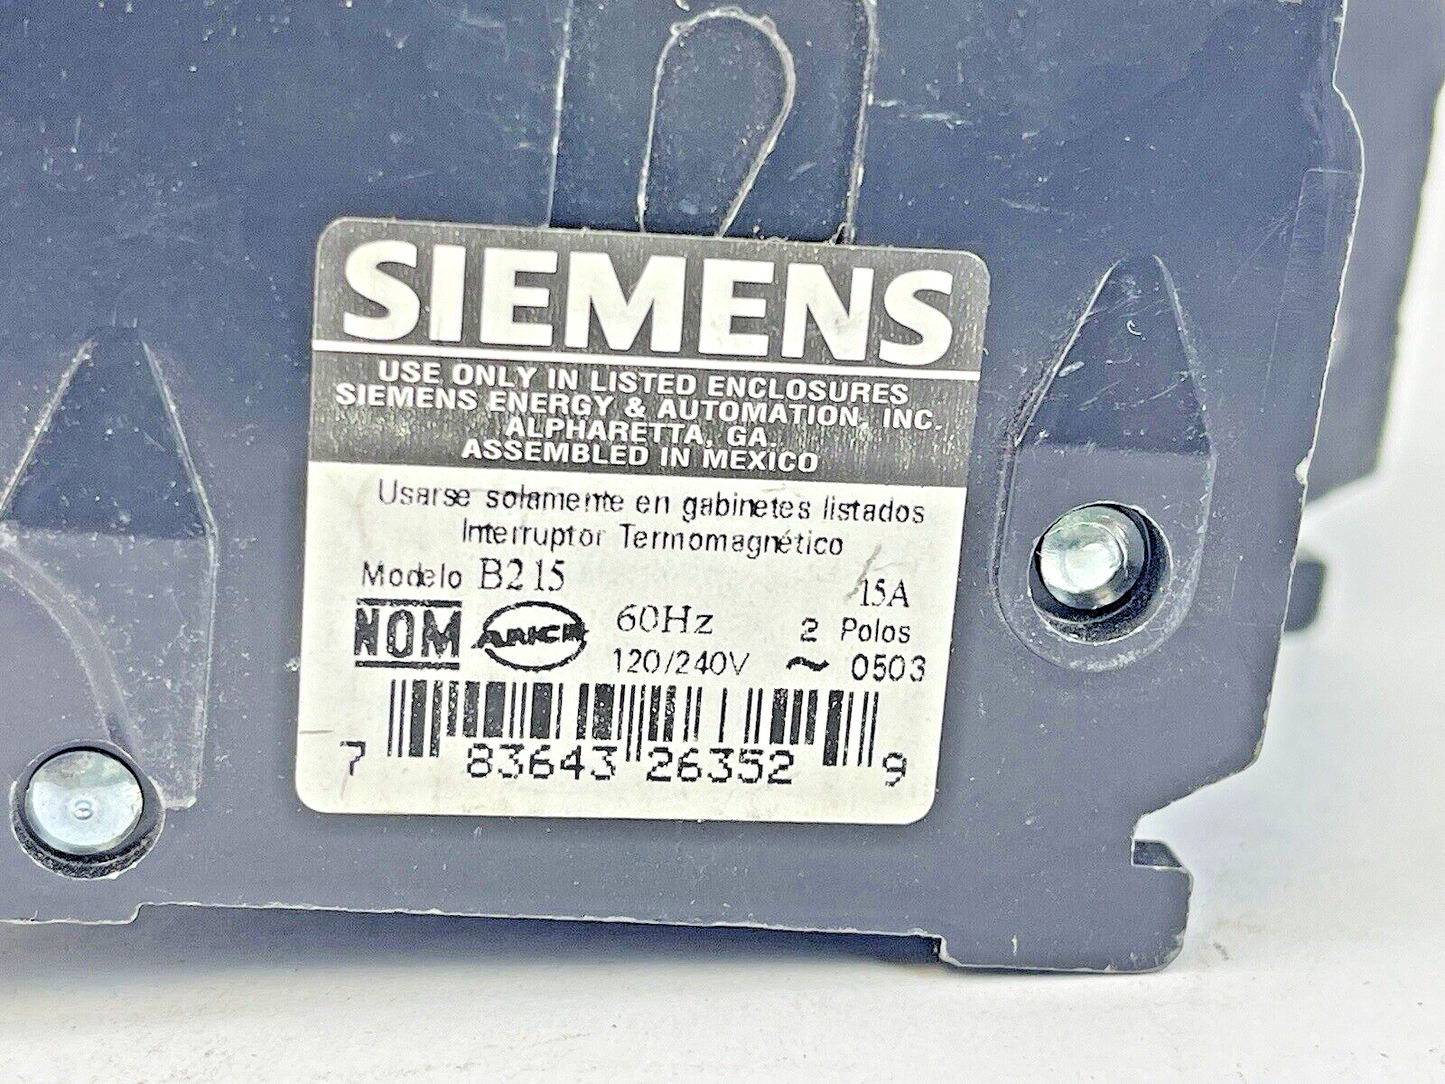 SIEMENS
USE ONLY IN LISTED ENCLOSURES
SIEMENS ENERGY & AUTOMATION, INC.
ALPHARETTA, GA.
ASSEMBLED IN MEXICO
Usarse solamente en gabinetes listados
Interruptor Termomagnético
Modelo B215 15A
NOM ANCE 60Hz 2 Polos
120/240V ~ 0503
7 83643 26352 9